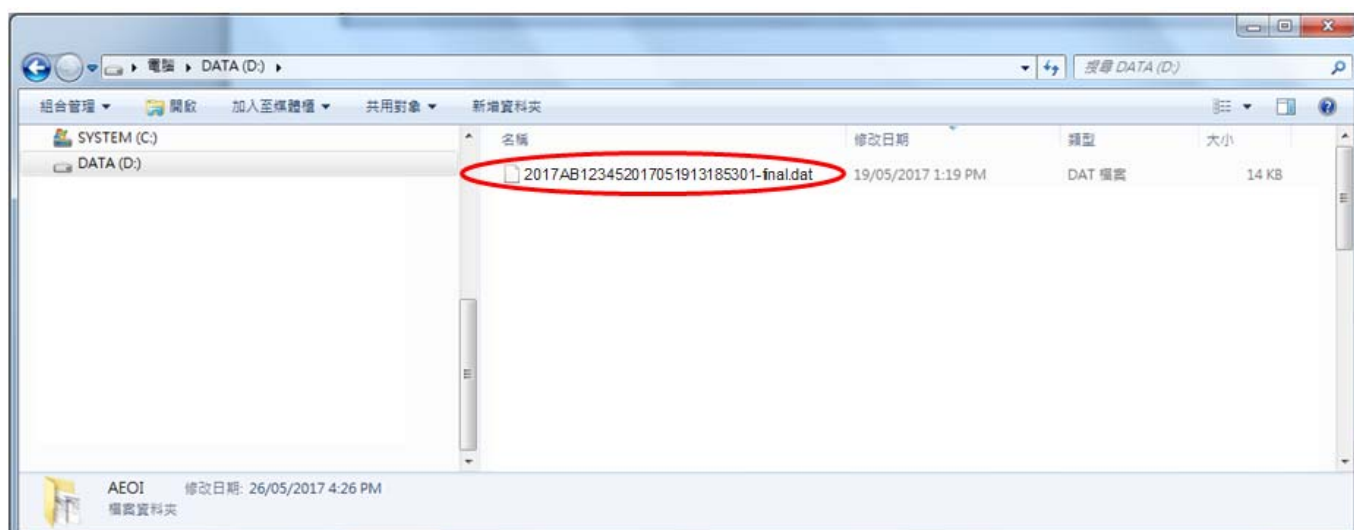 電腦 DATA (D:) 搜尋 DATA (D:)
組合管理 開啟 加入至媒體櫃 共用對象 新增資料夾
SYSTEM (C:) 名稱 修改日期 類型 大小
DATA (D:)
2017AB123452017051913185301-final.dat 19/05/2017 1:19 PM DAT 檔案 14 KB
AEOI 修改日期: 26/05/2017 4:26 PM
檔案資料夾